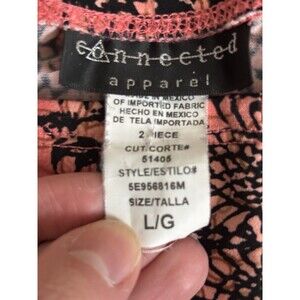 connected
apparel
MADE IN MEXICO
OF IMPORTED FABRIC
HECHO EN MEXICO
DE TELA IMPORTADA
2 PIECE
CUT/CORTE#
51405
STYLE/ESTILO#
5E956816M
SIZE/TALLA
L/G